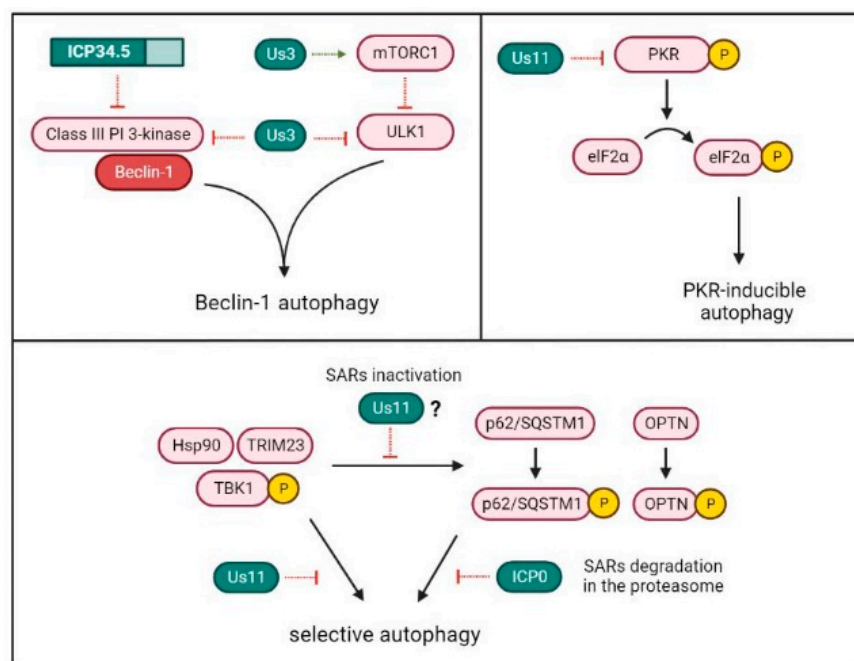 ICP34.5
Us3
mTORC1
Class III PI 3-kinase
Us3
ULK1
Beclin-1
Beclin-1 autophagy
Us11
PKR
P
eIF2α
eIF2α
P
PKR-inducible
autophagy
SARs inactivation
Us11 ?
Hsp90
TRIM23
TBK1
P
p62/SQSTM1
OPTN
p62/SQSTM1
P
OPTN
P
Us11
ICP0
SARs degradation
in the proteasome
selective autophagy